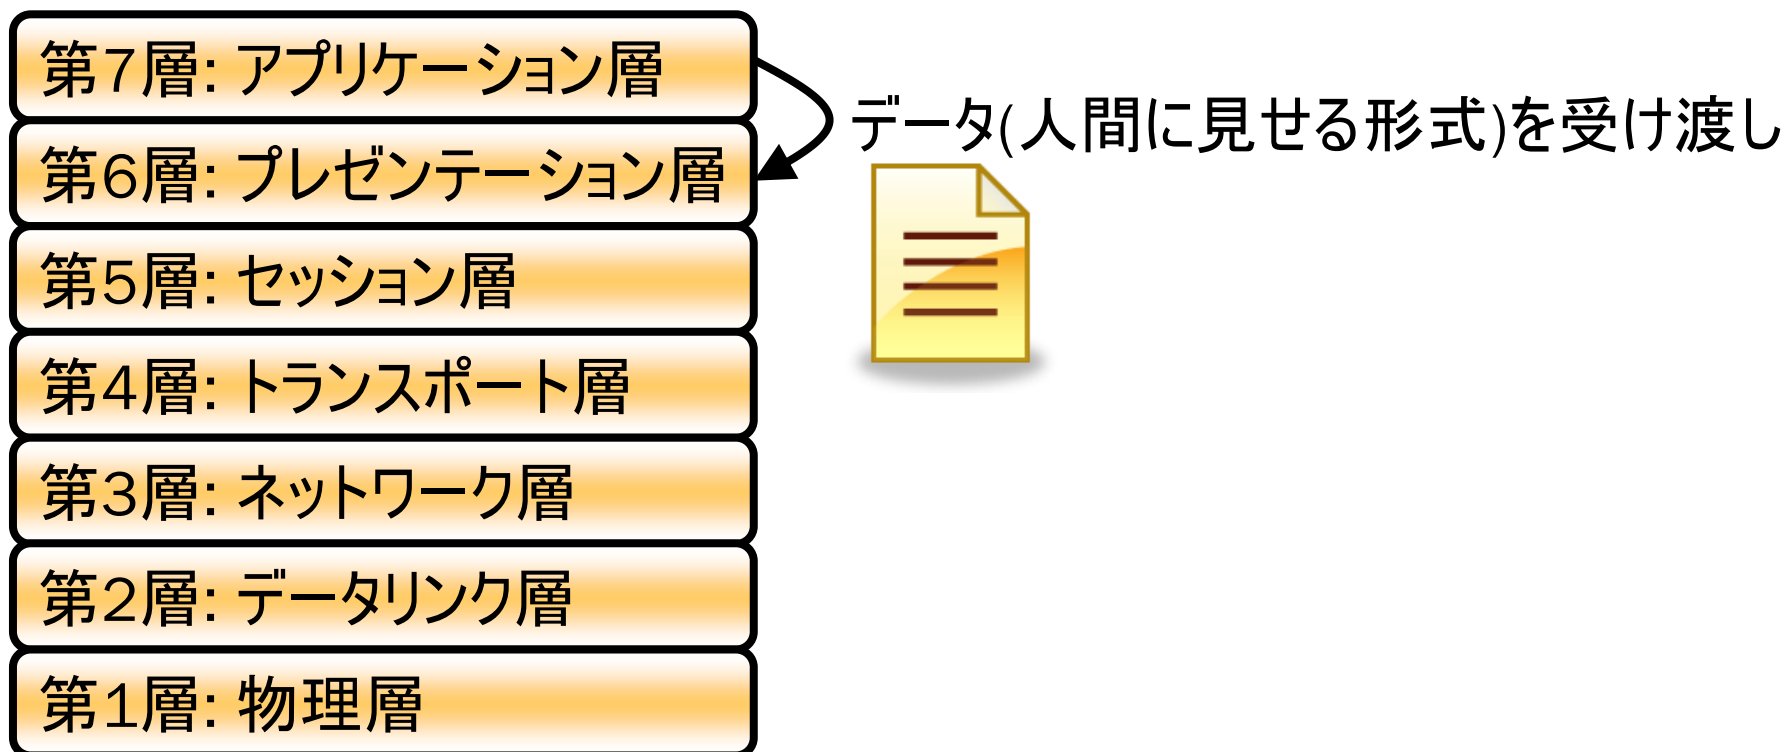 第7層: アプリケーション層
データ(人間に見せる形式)を受け渡し
第6層: プレゼンテーション層
第5層: セッション層
第4層: トランスポート層
第3層: ネットワーク層
第2層: データリンク層
第1層: 物理層